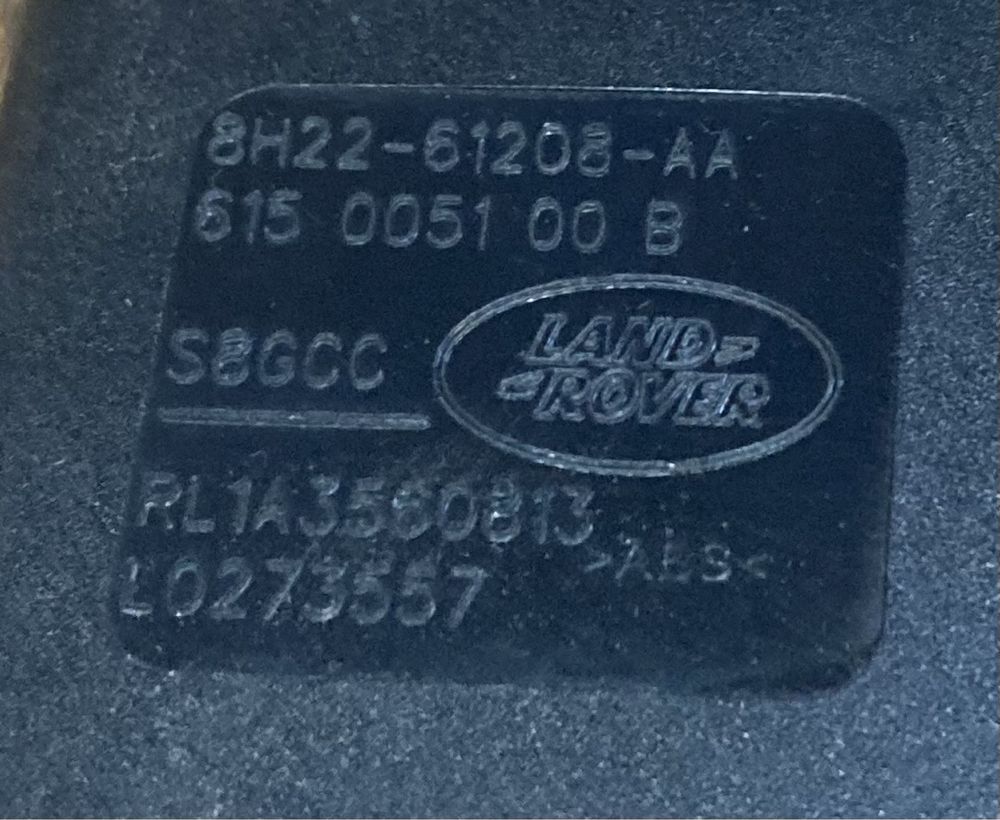 8H22-61208-AA
615 0051 00 B
S8GCC
LAND
ROVER
RL1A3560813
L0273557
>ABS<